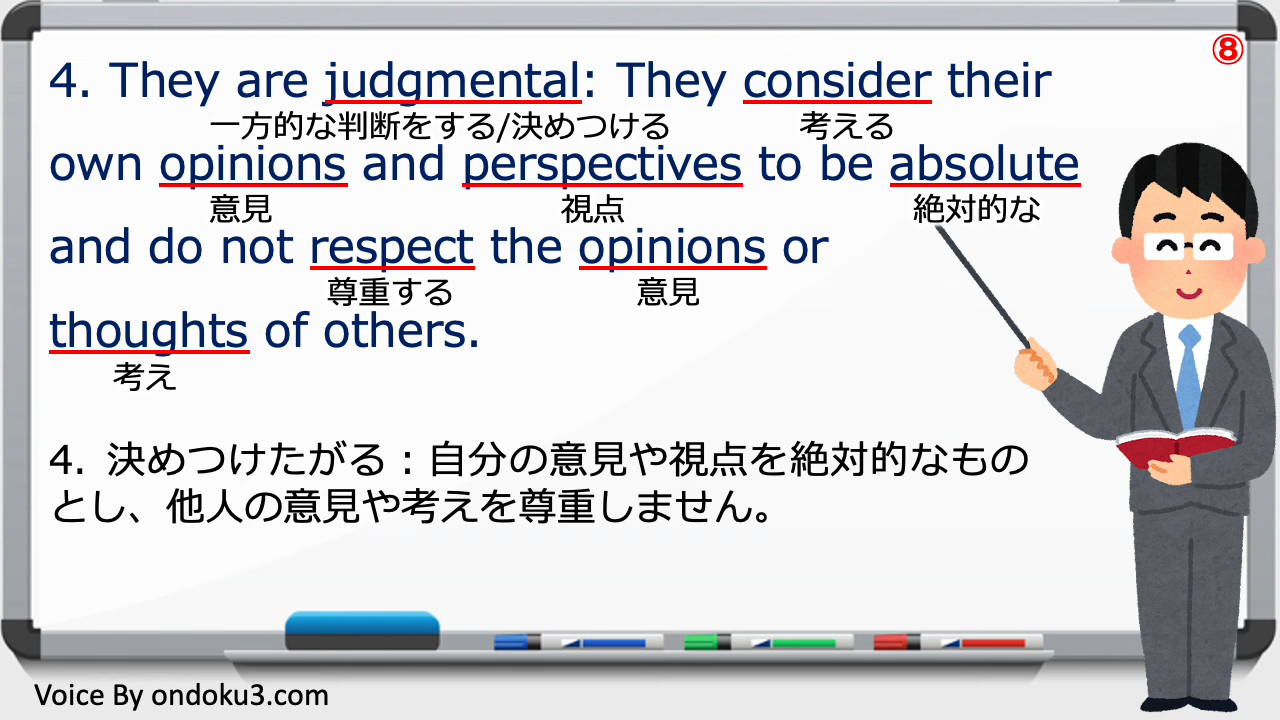 ⑧
4. They are judgmental: They consider their
一方的な判断をする/決めつける 考える
own opinions and perspectives to be absolute
意見 視点 絶対的な
and do not respect the opinions or
尊重する 意見
thoughts of others.
考え
4. 決めつけたがる：自分の意見や視点を絶対的なもの
とし、他人の意見や考えを尊重しません。
Voice By ondoku3.com